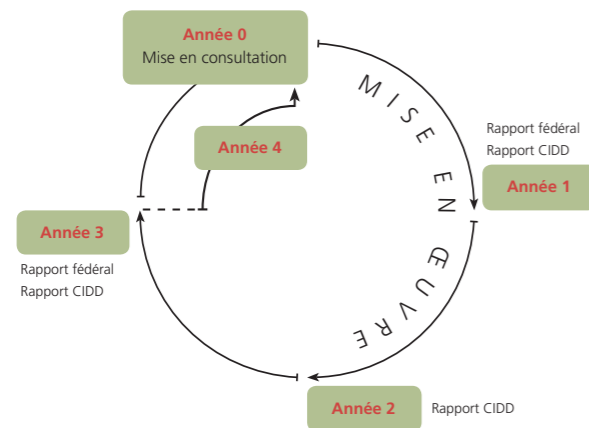 Année 0
Mise en consultation
MISE EN ŒUVRE
Année 4
Rapport fédéral
Rapport CIDD
Année 1
Année 3
Rapport fédéral
Rapport CIDD
Année 2
Rapport CIDD